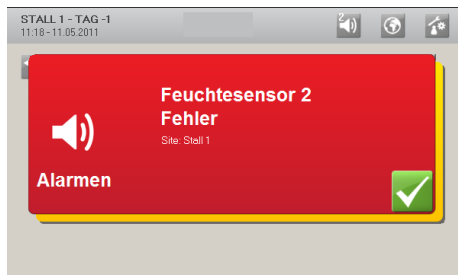 STALL 1 - TAG -1
11:18 - 11.05.2011
2
Feuchtesensor 2
Fehler
Site: Stall 1
Alarmen